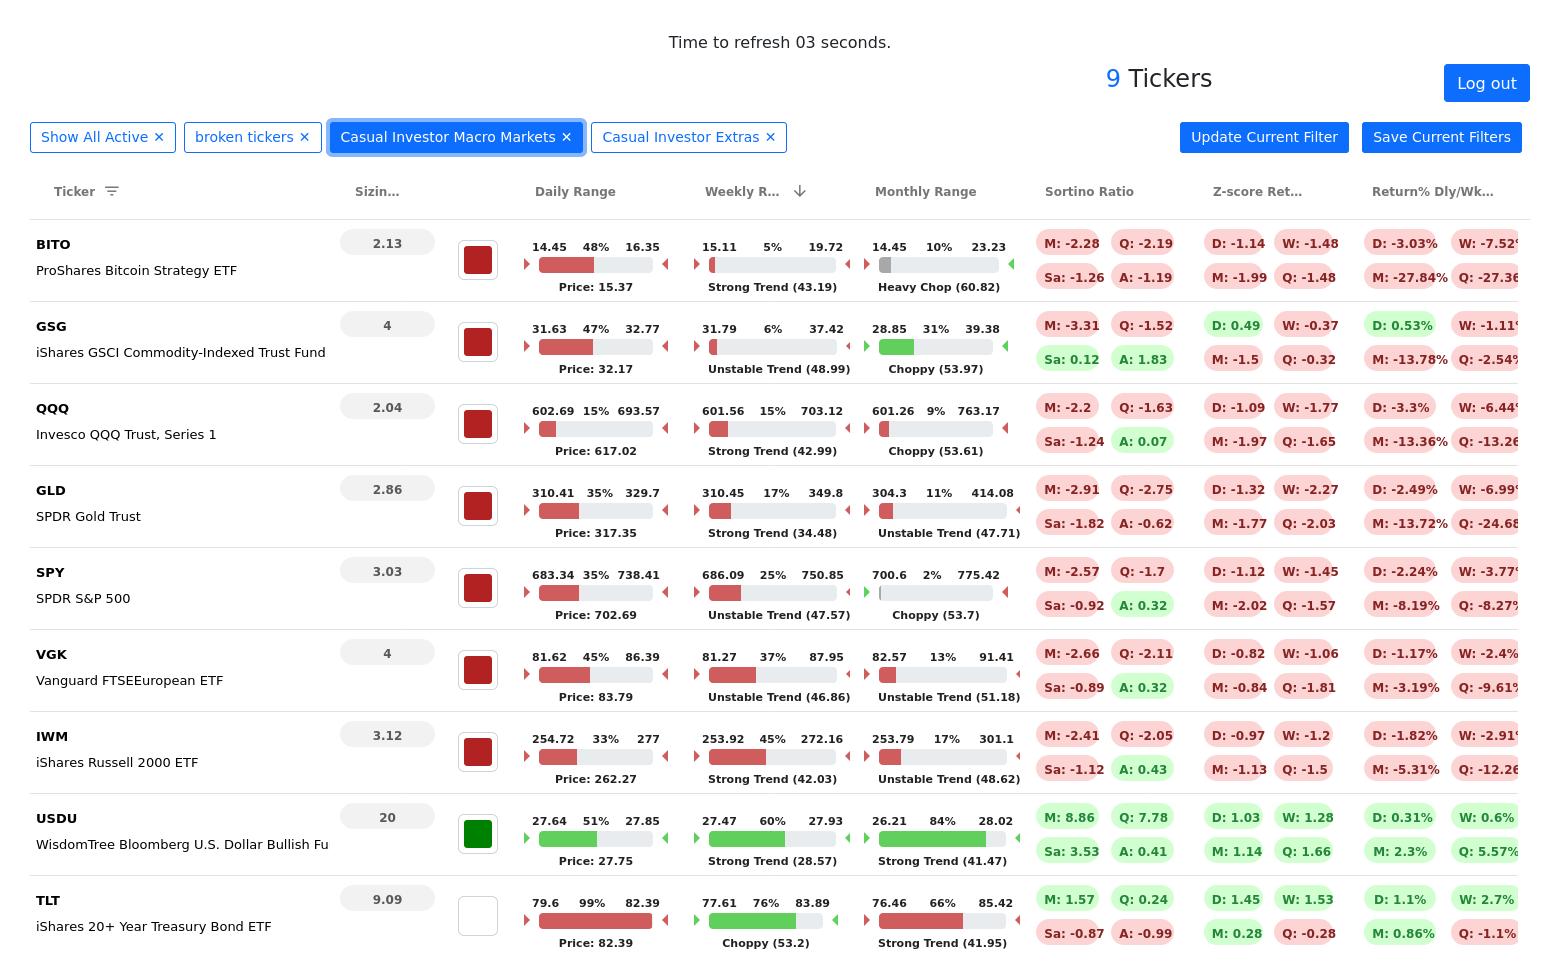 Time to refresh 03 seconds.
9 Tickers
Log out
Show All Active ✕ broken tickers ✕ Casual Investor Macro Markets ✕ Casual Investor Extras ✕ Update Current Filter Save Current Filters
Ticker Sizin… Daily Range Weekly R… Monthly Range Sortino Ratio Z-score Ret… Return% Dly/Wk…
BITO 2.13 14.45 48% 16.35 15.11 5% 19.72 14.45 10% 23.23 M: -2.28 Q: -2.19 D: -1.14 W: -1.48 D: -3.03% W: -7.52%
ProShares Bitcoin Strategy ETF Price: 15.37 Strong Trend (43.19) Heavy Chop (60.82) Sa: -1.26 A: -1.19 M: -1.99 Q: -1.48 M: -27.84% Q: -27.36
GSG 4 31.63 47% 32.77 31.79 6% 37.42 28.85 31% 39.38 M: -3.31 Q: -1.52 D: 0.49 W: -0.37 D: 0.53% W: -1.11%
iShares GSCI Commodity-Indexed Trust Fund Price: 32.17 Unstable Trend (48.99) Choppy (53.97) Sa: 0.12 A: 1.83 M: -1.5 Q: -0.32 M: -13.78% Q: -2.54%
QQQ 2.04 602.69 15% 693.57 601.56 15% 703.12 601.26 9% 763.17 M: -2.2 Q: -1.63 D: -1.09 W: -1.77 D: -3.3% W: -6.44%
Invesco QQQ Trust, Series 1 Price: 617.02 Strong Trend (42.99) Choppy (53.61) Sa: -1.24 A: 0.07 M: -1.97 Q: -1.65 M: -13.36% Q: -13.26
GLD 2.86 310.41 35% 329.7 310.45 17% 349.8 304.3 11% 414.08 M: -2.91 Q: -2.75 D: -1.32 W: -2.27 D: -2.49% W: -6.99%
SPDR Gold Trust Price: 317.35 Strong Trend (34.48) Unstable Trend (47.71) Sa: -1.82 A: -0.62 M: -1.77 Q: -2.03 M: -13.72% Q: -24.68
SPY 3.03 683.34 35% 738.41 686.09 25% 750.85 700.6 2% 775.42 M: -2.57 Q: -1.7 D: -1.12 W: -1.45 D: -2.24% W: -3.77%
SPDR S&P 500 Price: 702.69 Unstable Trend (47.57) Choppy (53.7) Sa: -0.92 A: 0.32 M: -2.02 Q: -1.57 M: -8.19% Q: -8.27%
VGK 4 81.62 45% 86.39 81.27 37% 87.95 82.57 13% 91.41 M: -2.66 Q: -2.11 D: -0.82 W: -1.06 D: -1.17% W: -2.4%
Vanguard FTSEEuropean ETF Price: 83.79 Unstable Trend (46.86) Unstable Trend (51.18) Sa: -0.89 A: 0.32 M: -0.84 Q: -1.81 M: -3.19% Q: -9.61%
IWM 3.12 254.72 33% 277 253.92 45% 272.16 253.79 17% 301.1 M: -2.41 Q: -2.05 D: -0.97 W: -1.2 D: -1.82% W: -2.91%
iShares Russell 2000 ETF Price: 262.27 Strong Trend (42.03) Unstable Trend (48.62) Sa: -1.12 A: 0.43 M: -1.13 Q: -1.5 M: -5.31% Q: -12.26
USDU 20 27.64 51% 27.85 27.47 60% 27.93 26.21 84% 28.02 M: 8.86 Q: 7.78 D: 1.03 W: 1.28 D: 0.31% W: 0.6%
WisdomTree Bloomberg U.S. Dollar Bullish Fu Price: 27.75 Strong Trend (28.57) Strong Trend (41.47) Sa: 3.53 A: 0.41 M: 1.14 Q: 1.66 M: 2.3% Q: 5.57%
TLT 9.09 79.6 99% 82.39 77.61 76% 83.89 76.46 66% 85.42 M: 1.57 Q: 0.24 D: 1.45 W: 1.53 D: 1.1% W: 2.7%
iShares 20+ Year Treasury Bond ETF Price: 82.39 Choppy (53.2) Strong Trend (41.95) Sa: -0.87 A: -0.99 M: 0.28 Q: -0.28 M: 0.86% Q: -1.1%